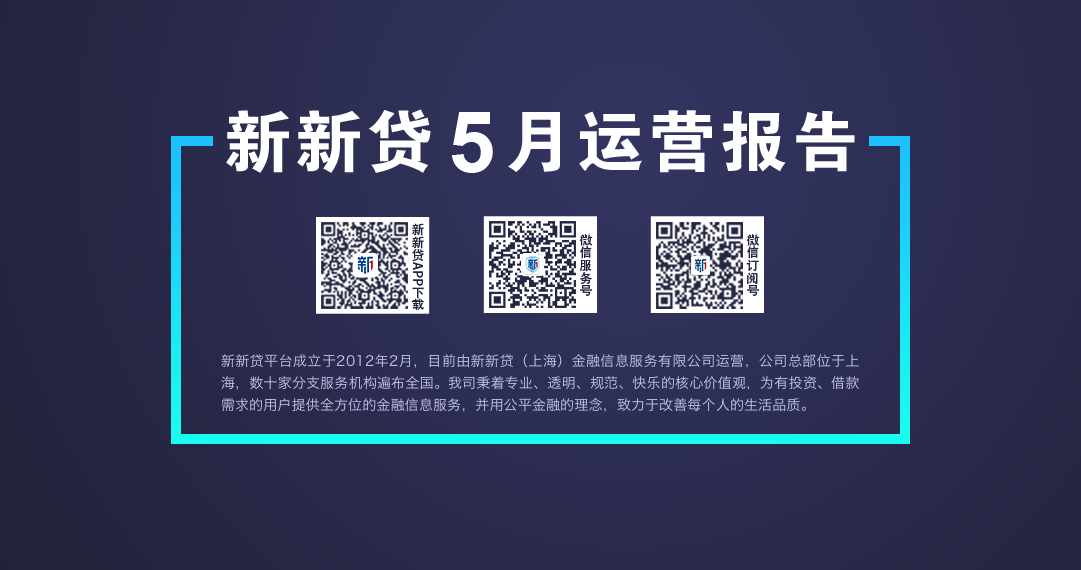 新新贷5月运营报告
新新贷APP下载
微信服务号
微信订阅号
新
新
新
新新贷平台成立于2012年2月，目前由新新贷（上海）金融信息服务有限公司运营，公司总部位于上
海，数十家分支服务机构遍布全国。我司秉着专业、透明、规范、快乐的核心价值观，为有投资、借款
需求的用户提供全方位的金融信息服务，并用公平金融的理念，致力于改善每个人的生活品质。